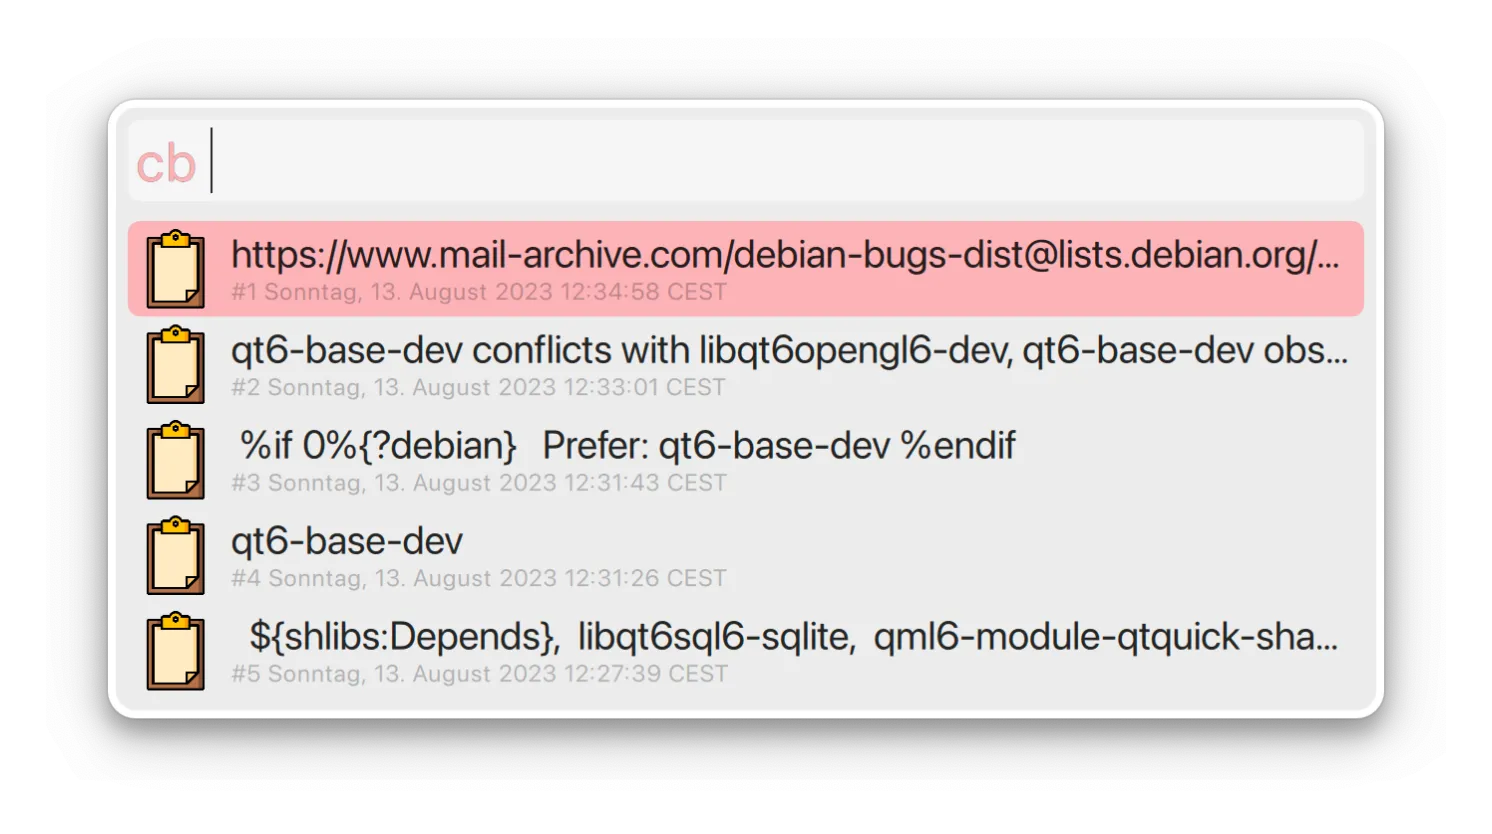 cb
https://www.mail-archive.com/debian-bugs-dist@lists.debian.org/...
#1 Sonntag, 13. August 2023 12:34:58 CEST
qt6-base-dev conflicts with libqt6opengl6-dev, qt6-base-dev obs...
#2 Sonntag, 13. August 2023 12:33:01 CEST
%if 0%{?debian}   Prefer: qt6-base-dev %endif
#3 Sonntag, 13. August 2023 12:31:43 CEST
qt6-base-dev
#4 Sonntag, 13. August 2023 12:31:26 CEST
${shlibs:Depends},  libqt6sql6-sqlite,  qml6-module-qtquick-sha...
#5 Sonntag, 13. August 2023 12:27:39 CEST